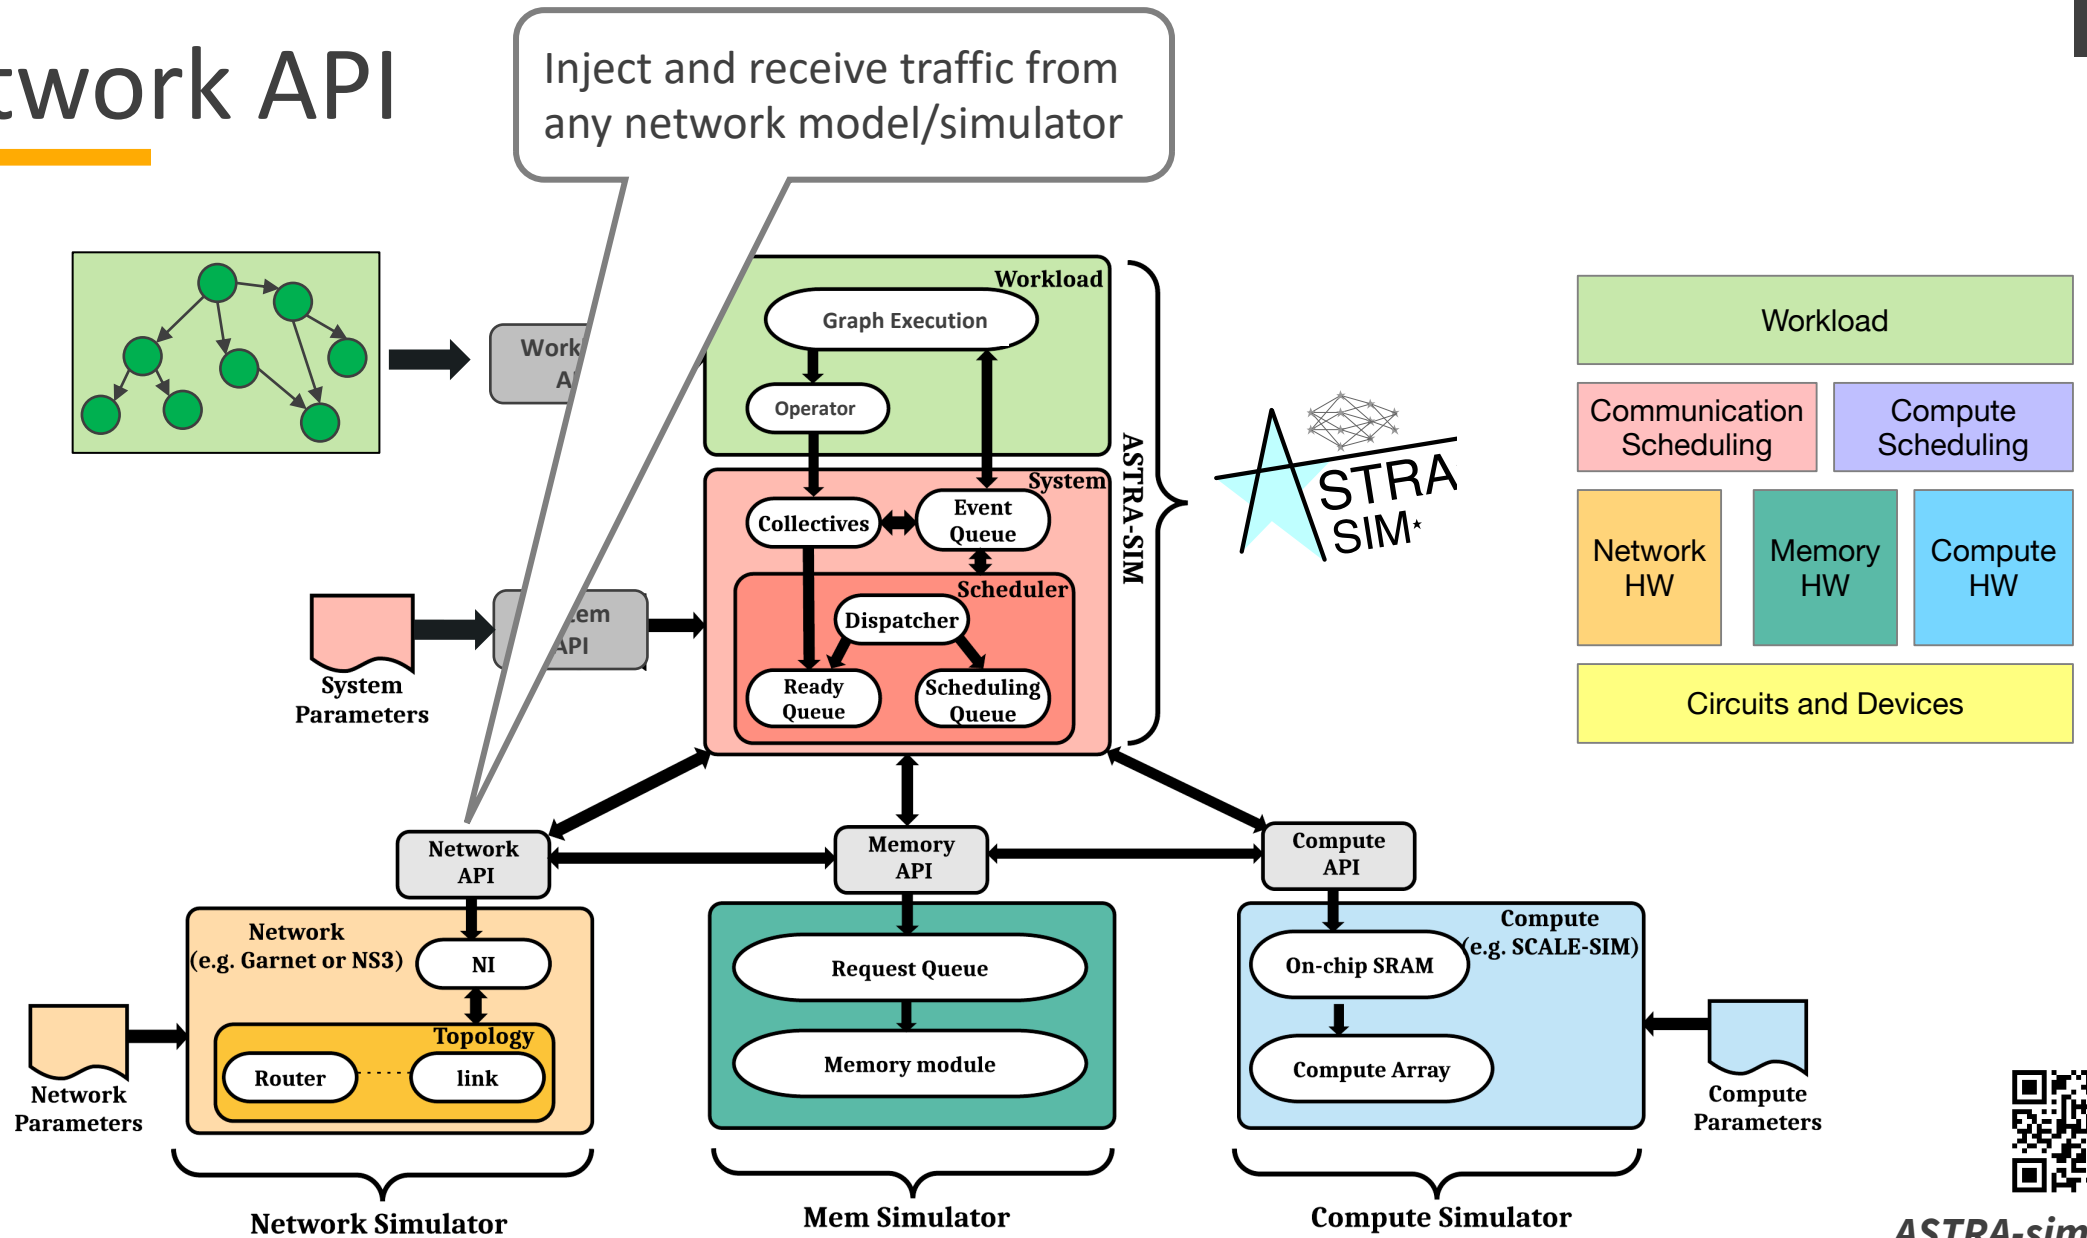 twork API
Inject and receive traffic from
any network model/simulator
Workload
Graph Execution
Operator
System
Collectives
Event
Queue
Scheduler
Dispatcher
Ready
Queue
Scheduling
Queue
ASTRA-SIM
STRA
SIM
API
System
Parameters
Workload
Communication
Scheduling
Compute
Scheduling
Network
HW
Memory
HW
Compute
HW
Circuits and Devices
Network
API
Memory
API
Compute
API
Network
(e.g. Garnet or NS3)
NI
Topology
Router
link
Network
Parameters
Request Queue
Memory module
Compute
(e.g. SCALE-SIM)
On-chip SRAM
Compute Array
Compute
Parameters
Network Simulator
Mem Simulator
Compute Simulator
ASTRA-sim